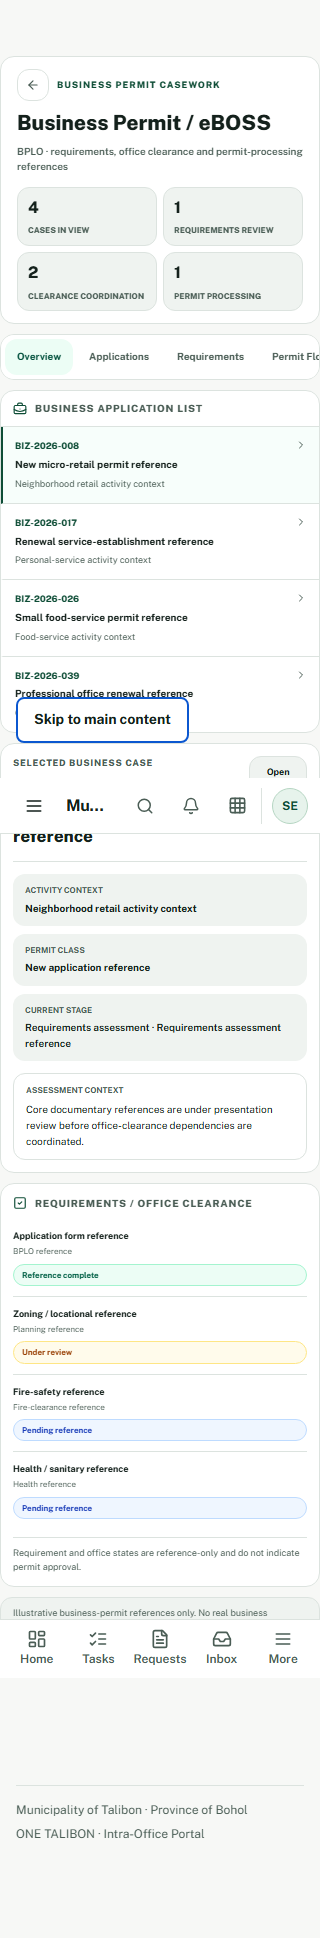 BUSINESS PERMIT CASEWORK
Business Permit / eBOSS
BPLO · requirements, office clearance and permit-processing
references
4
CASES IN VIEW
1
REQUIREMENTS REVIEW
2
CLEARANCE COORDINATION
1
PERMIT PROCESSING
Overview
Applications
Requirements
Permit Flo
BUSINESS APPLICATION LIST
BIZ-2026-008
New micro-retail permit reference
Neighborhood retail activity context
BIZ-2026-017
Renewal service-establishment reference
Personal-service activity context
BIZ-2026-026
Small food-service permit reference
Food-service activity context
BIZ-2026-039
Professional office renewal reference
Skip to main content
SELECTED BUSINESS CASE
Open
Mu...
SE
reference
ACTIVITY CONTEXT
Neighborhood retail activity context
PERMIT CLASS
New application reference
CURRENT STAGE
Requirements assessment · Requirements assessment
reference
ASSESSMENT CONTEXT
Core documentary references are under presentation
review before office-clearance dependencies are
coordinated.
REQUIREMENTS / OFFICE CLEARANCE
Application form reference
BPLO reference
Reference complete
Zoning / locational reference
Planning reference
Under review
Fire-safety reference
Fire-clearance reference
Pending reference
Health / sanitary reference
Health reference
Pending reference
Requirement and office states are reference-only and do not indicate
permit approval.
Illustrative business-permit references only. No real business
Home
Tasks
Requests
Inbox
More
Municipality of Talibon · Province of Bohol
ONE TALIBON · Intra-Office Portal